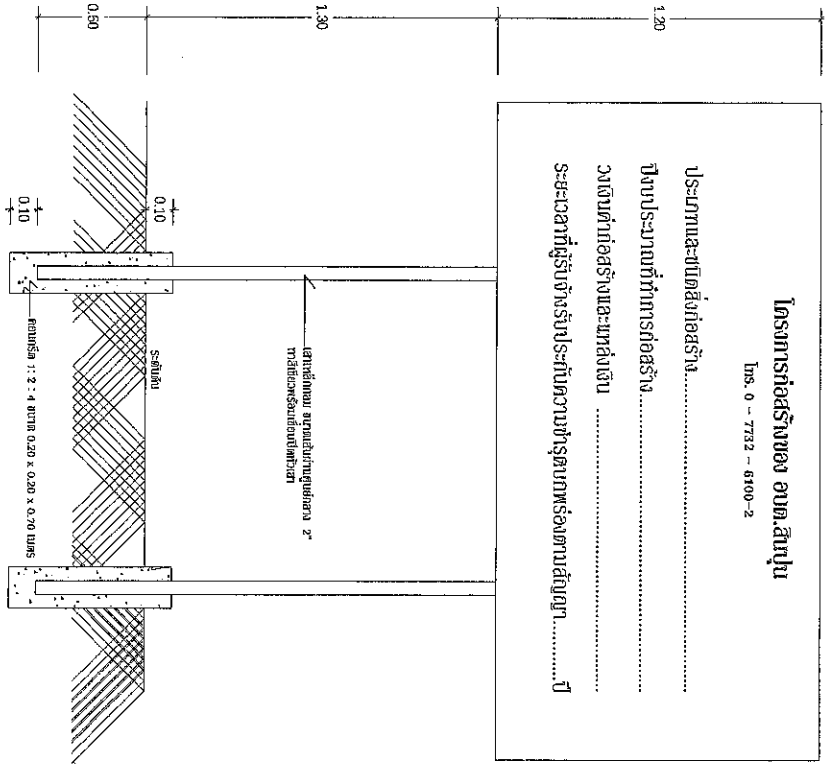 โครงการก่อสร้างของ อบต.สินปุน
โทร. 0 - 7732 - 6100-2
ประเภทและชนิดสิ่งก่อสร้าง..............................
ปีงบประมาณที่ทำการก่อสร้าง..............................
วงเงินค่าก่อสร้างและแหล่งเงิน ..............................
ระยะเวลาที่ผู้รับจ้างรับประกันความชำรุดบกพร่องตามสัญญา............ปี
1.20
1.30
0.60
0.10
0.10
เสาเหล็กกลม ขนาดเส้นผ่านศูนย์กลาง 2"
ทาสีเขียวพร้อมเชื่อมปิดหัวเสา
ระดับดิน
คอนกรีต 1: 2 : 4 ขนาด 0.20 x 0.20 x 0.70 เมตร